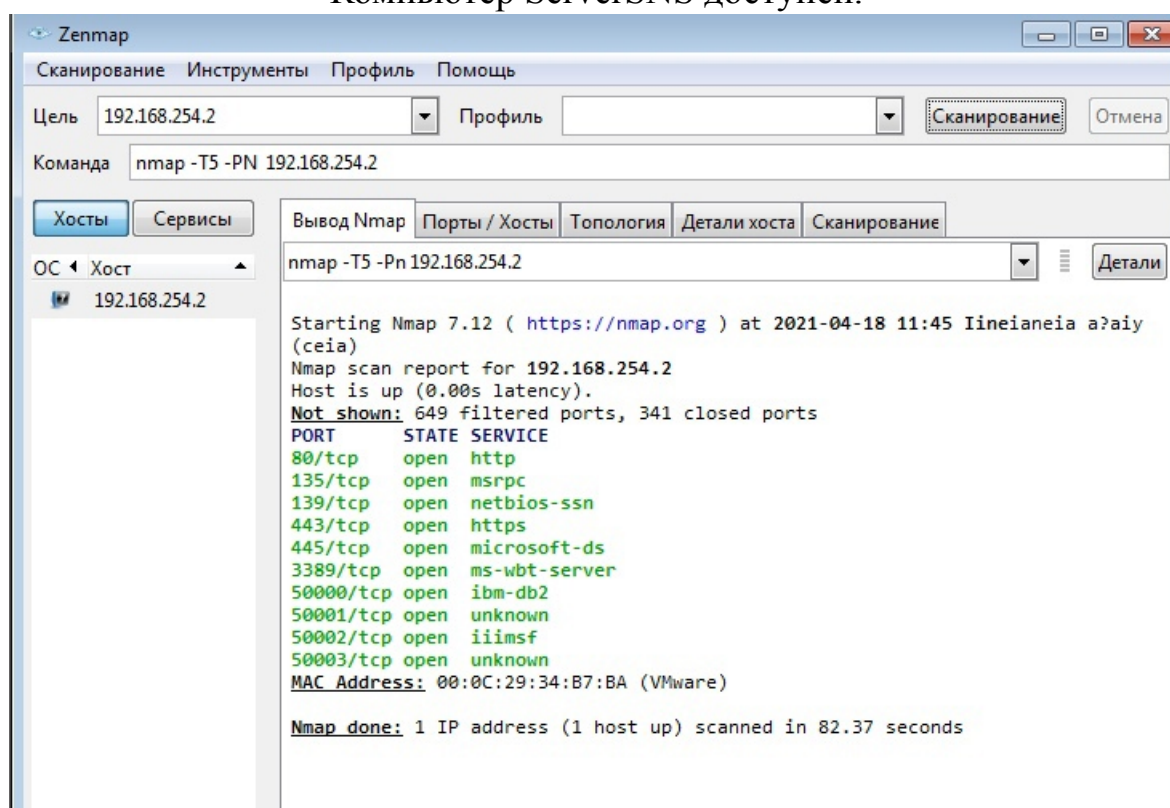 Компьютер ServerSNS доступен.
Zenmap
Сканирование Инструменты Профиль Помощь
Цель 192.168.254.2 Профиль Сканирование Отмена
Команда nmap -T5 -PN 192.168.254.2
Хосты Сервисы
Вывод Nmap Порты / Хосты Топология Детали хоста Сканирование
ОС Хост
nmap -T5 -Pn 192.168.254.2 Детали
192.168.254.2
Starting Nmap 7.12 ( https://nmap.org ) at 2021-04-18 11:45 Iineianeia a?aiy
(ceia)
Nmap scan report for 192.168.254.2
Host is up (0.00s latency).
Not shown: 649 filtered ports, 341 closed ports
PORT STATE SERVICE
80/tcp open http
135/tcp open msrpc
139/tcp open netbios-ssn
443/tcp open https
445/tcp open microsoft-ds
3389/tcp open ms-wbt-server
50000/tcp open ibm-db2
50001/tcp open unknown
50002/tcp open iiimsf
50003/tcp open unknown
MAC Address: 00:0C:29:34:B7:BA (VMware)
Nmap done: 1 IP address (1 host up) scanned in 82.37 seconds